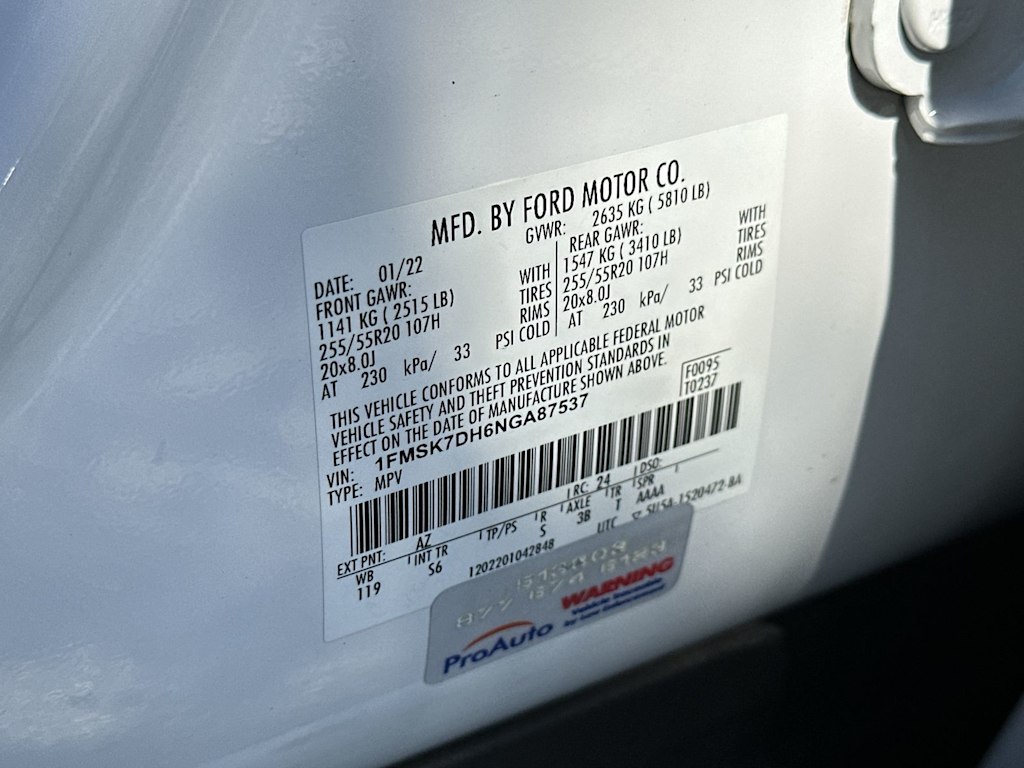 MFD. BY FORD MOTOR CO.
DATE: 01/22
GVWR: 2635 KG ( 5810 LB)
FRONT GAWR:
1141 KG ( 2515 LB) WITH
255/55R20 107H TIRES
20x8.0J RIMS
AT 230 kPa/ 33 PSI COLD
REAR GAWR:
1547 KG ( 3410 LB) WITH
255/55R20 107H TIRES
20x8.0J RIMS
AT 230 kPa/ 33 PSI COLD
THIS VEHICLE CONFORMS TO ALL APPLICABLE FEDERAL MOTOR
VEHICLE SAFETY AND THEFT PREVENTION STANDARDS IN
EFFECT ON THE DATE OF MANUFACTURE SHOWN ABOVE.
F0095
T0237
VIN: 1FMSK7DH6NGA87537
TYPE: MPV
EXT PNT: AZ RC: 24 DSO:
WB INT TR TP/PS R AXLE TR SPR
119 S6 S 3B T AAAA
1202201042848 UTC 5U5A-1520472-BA
WARNING
ProAuto